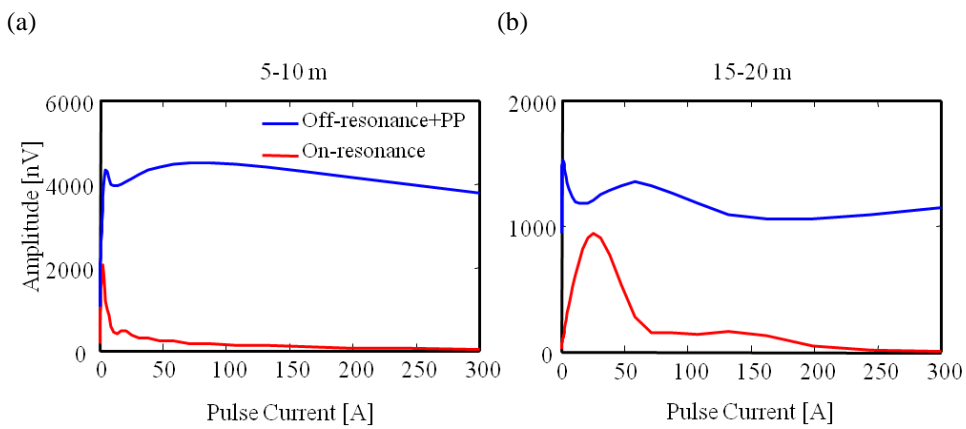 (a)
(b)
5-10 m
15-20 m
6000
4000
2000
0
Amplitude [nV]
Off-resonance+PP
On-resonance
0 50 100 150 200 250 300
Pulse Current [A]
2000
1000
0
0 50 100 150 200 250 300
Pulse Current [A]